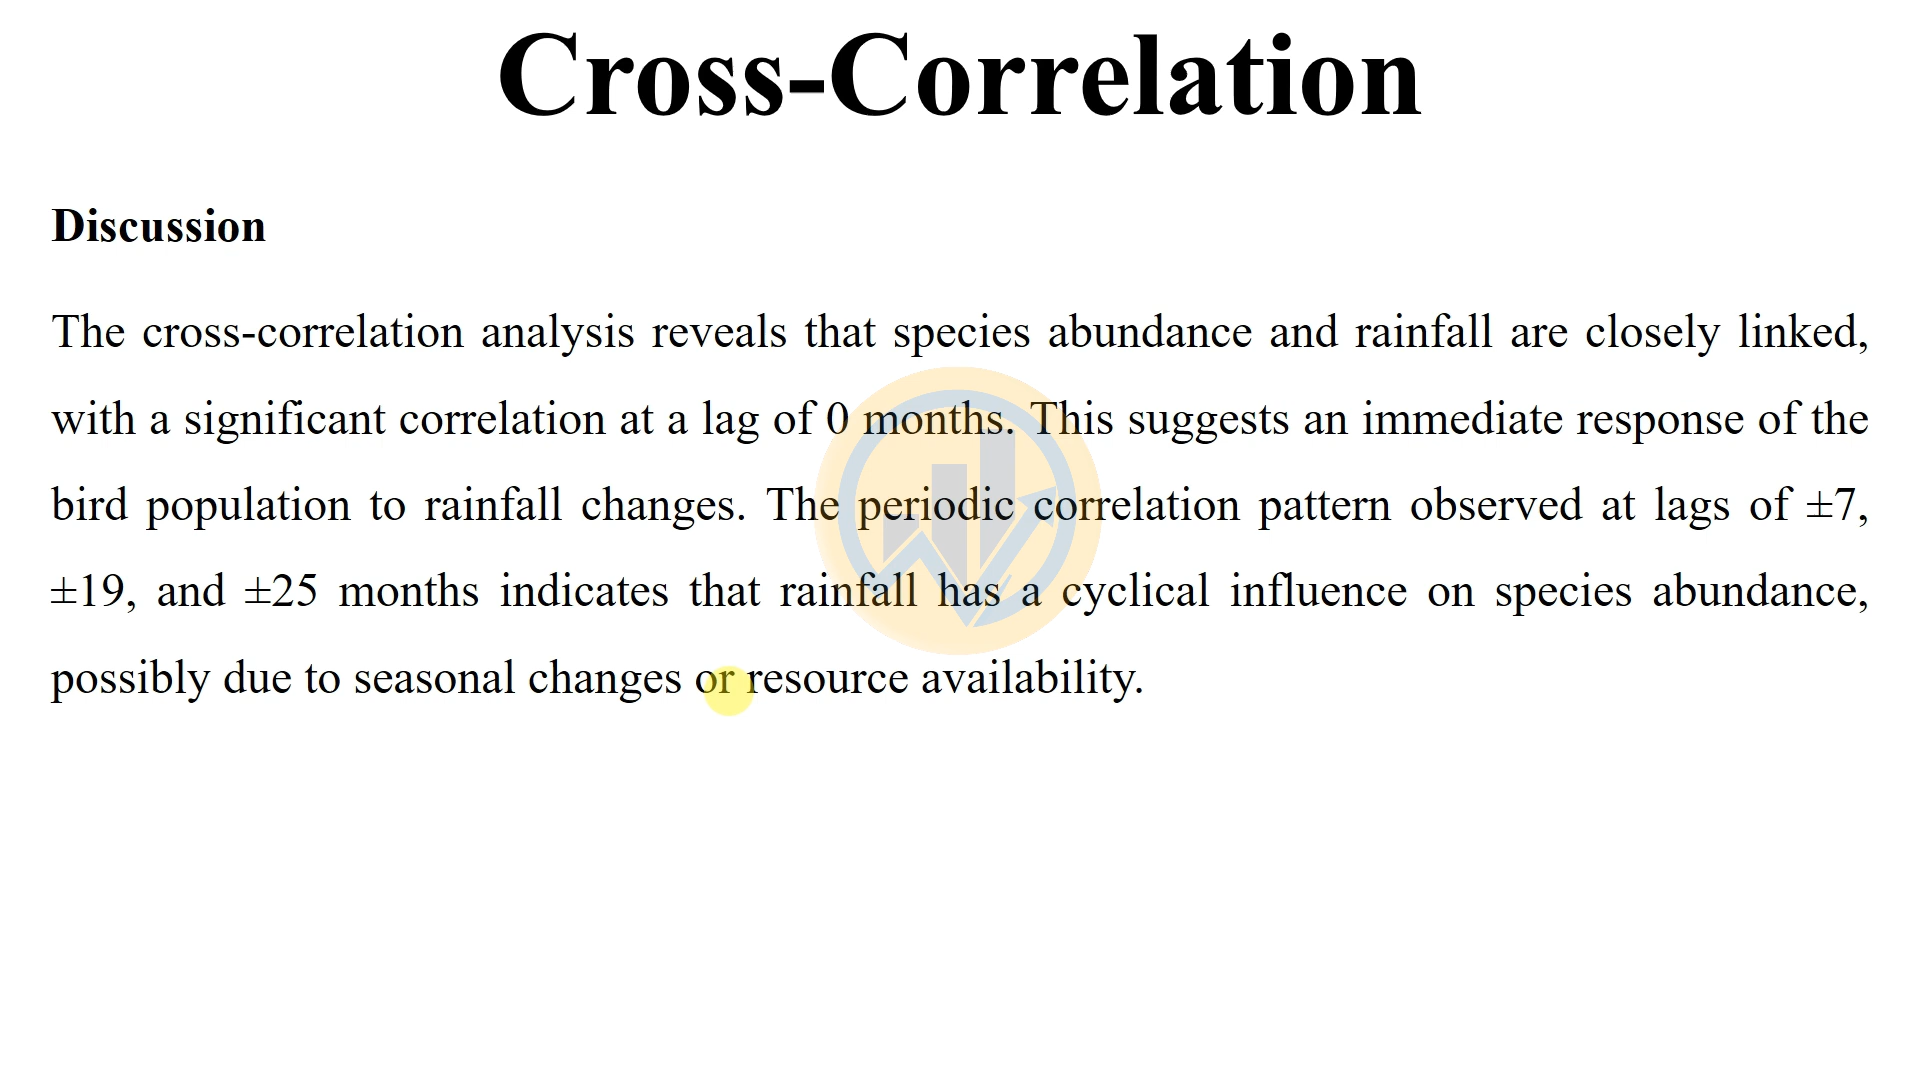 Cross-Correlation
Discussion
The cross-correlation analysis reveals that species abundance and rainfall are closely linked,
with a significant correlation at a lag of 0 months. This suggests an immediate response of the
bird population to rainfall changes. The periodic correlation pattern observed at lags of ±7,
±19, and ±25 months indicates that rainfall has a cyclical influence on species abundance,
possibly due to seasonal changes or resource availability.